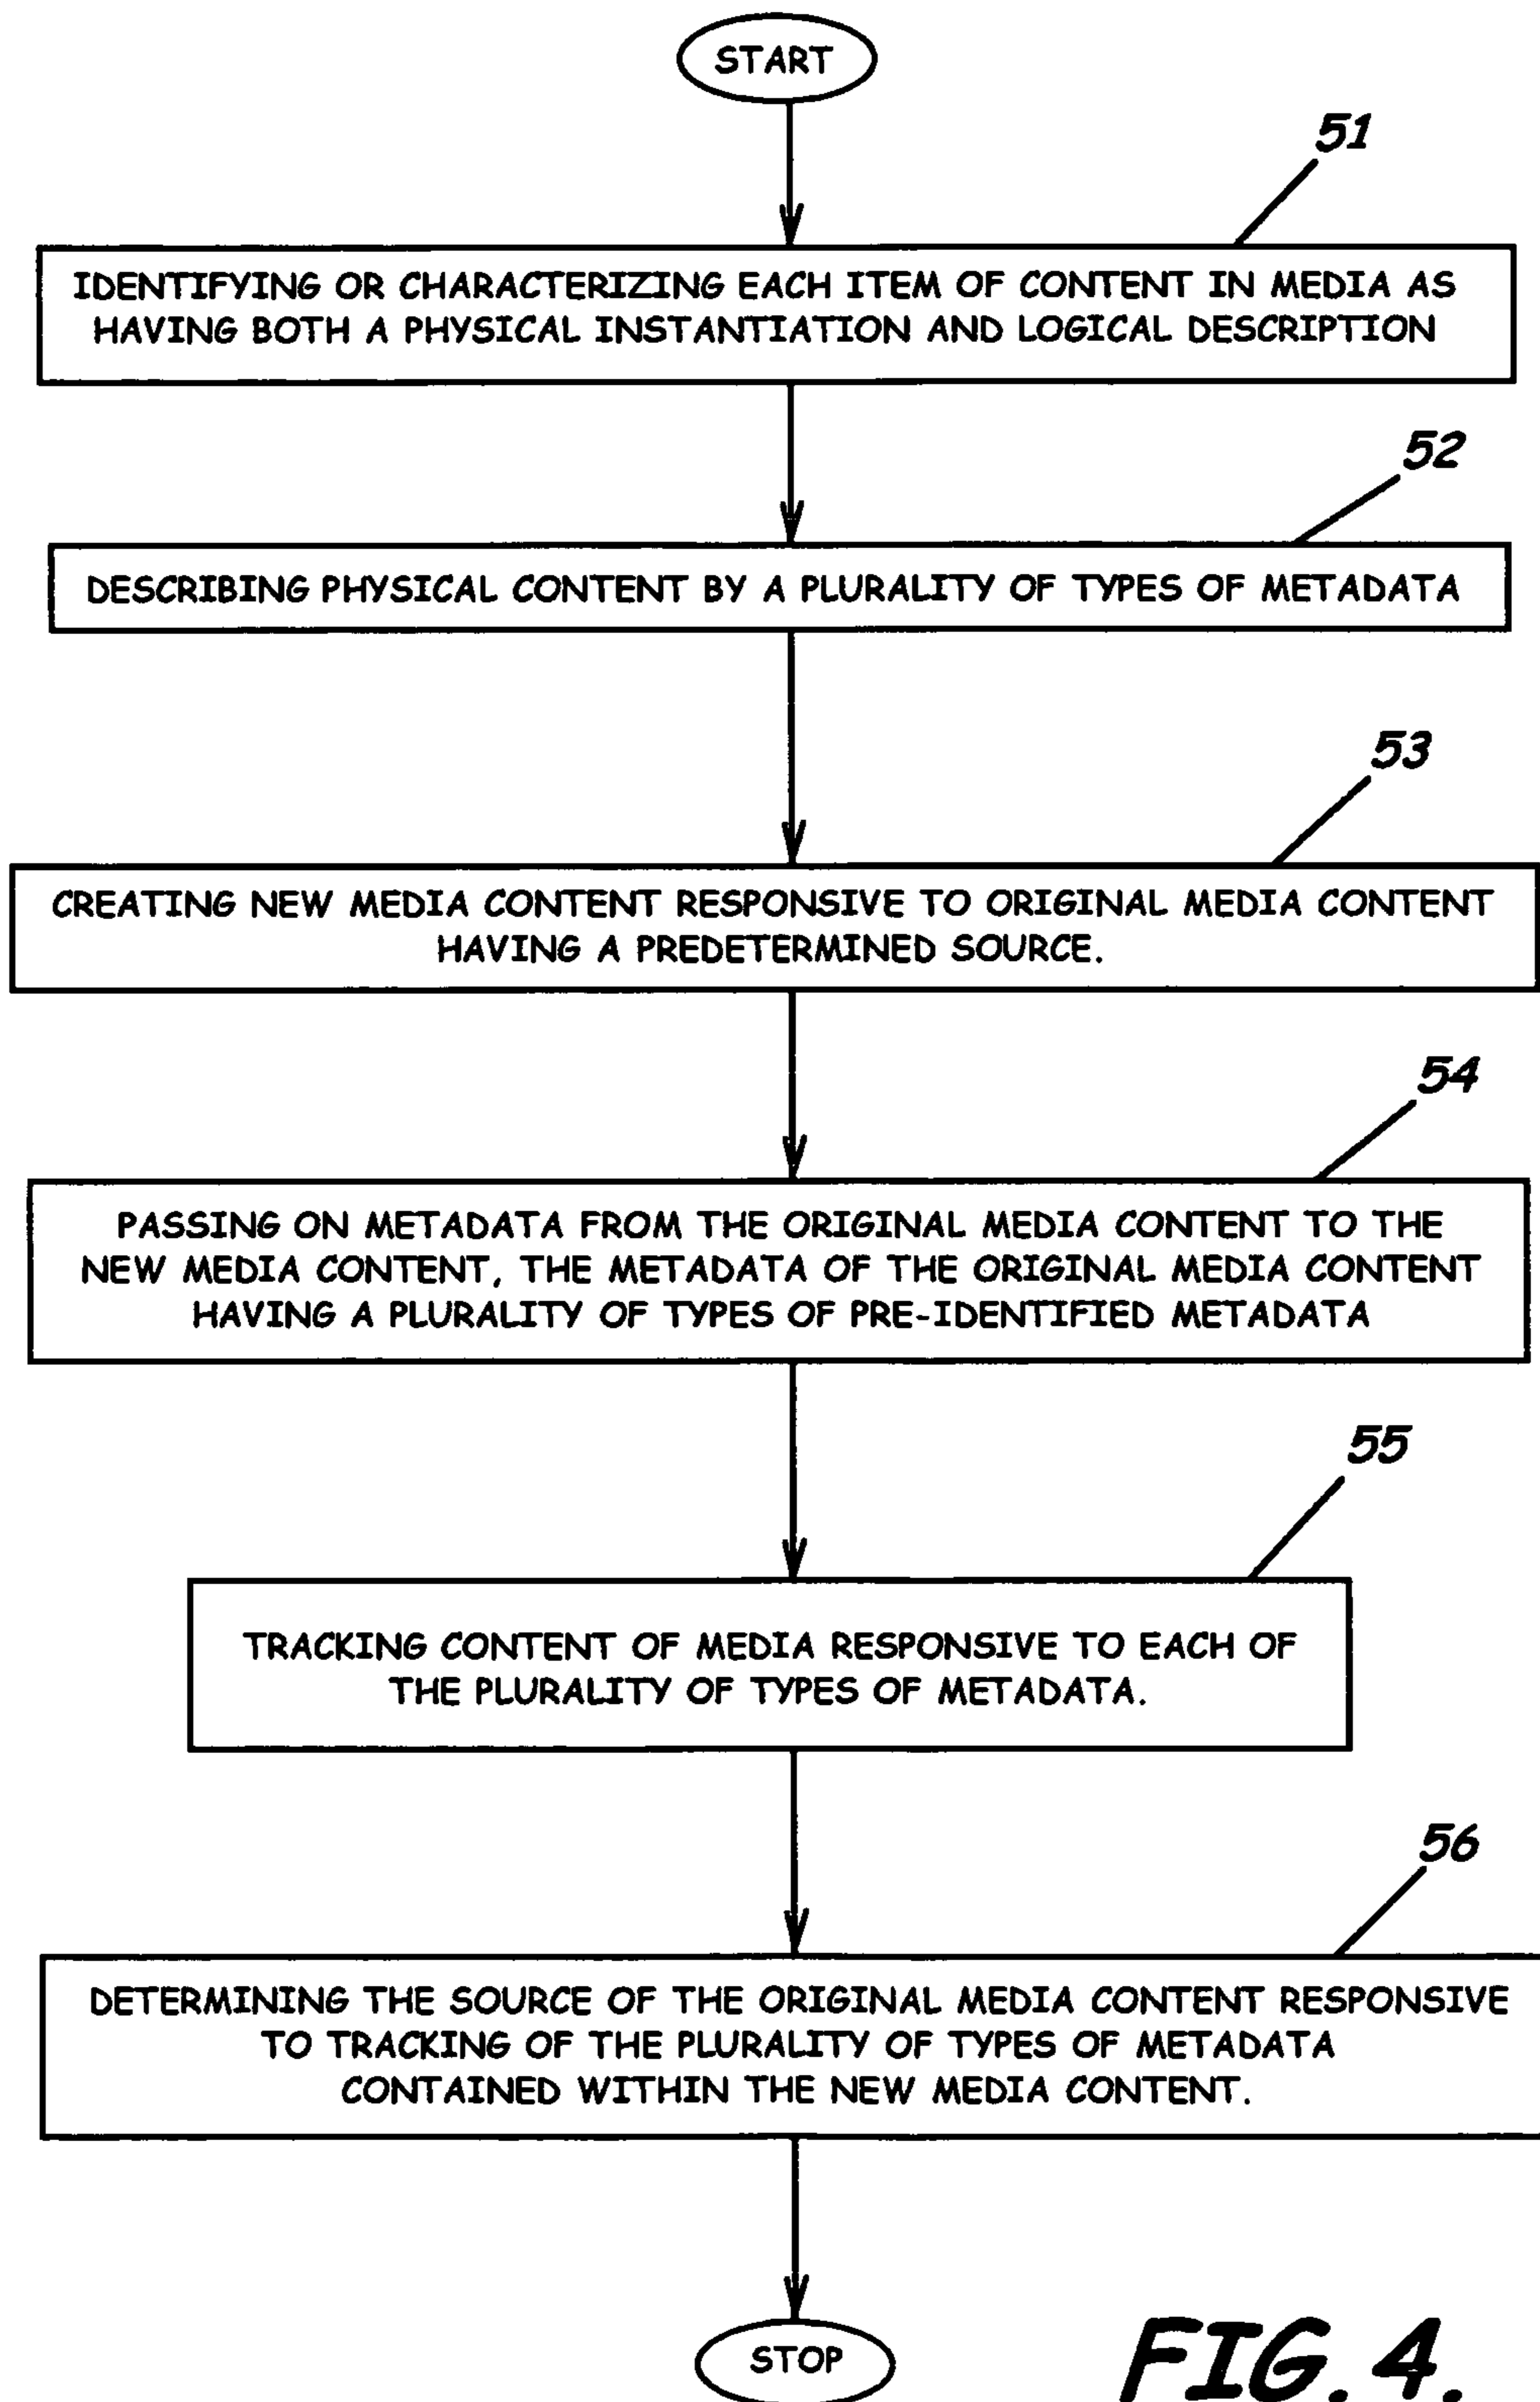 START
51
IDENTIFYING OR CHARACTERIZING EACH ITEM OF CONTENT IN MEDIA AS
HAVING BOTH A PHYSICAL INSTANTIATION AND LOGICAL DESCRIPTION
52
DESCRIBING PHYSICAL CONTENT BY A PLURALITY OF TYPES OF METADATA
53
CREATING NEW MEDIA CONTENT RESPONSIVE TO ORIGINAL MEDIA CONTENT
HAVING A PREDETERMINED SOURCE.
54
PASSING ON METADATA FROM THE ORIGINAL MEDIA CONTENT TO THE
NEW MEDIA CONTENT, THE METADATA OF THE ORIGINAL MEDIA CONTENT
HAVING A PLURALITY OF TYPES OF PRE-IDENTIFIED METADATA
55
TRACKING CONTENT OF MEDIA RESPONSIVE TO EACH OF
THE PLURALITY OF TYPES OF METADATA.
56
DETERMINING THE SOURCE OF THE ORIGINAL MEDIA CONTENT RESPONSIVE
TO TRACKING OF THE PLURALITY OF TYPES OF METADATA
CONTAINED WITHIN THE NEW MEDIA CONTENT.
STOP
FIG. 4.